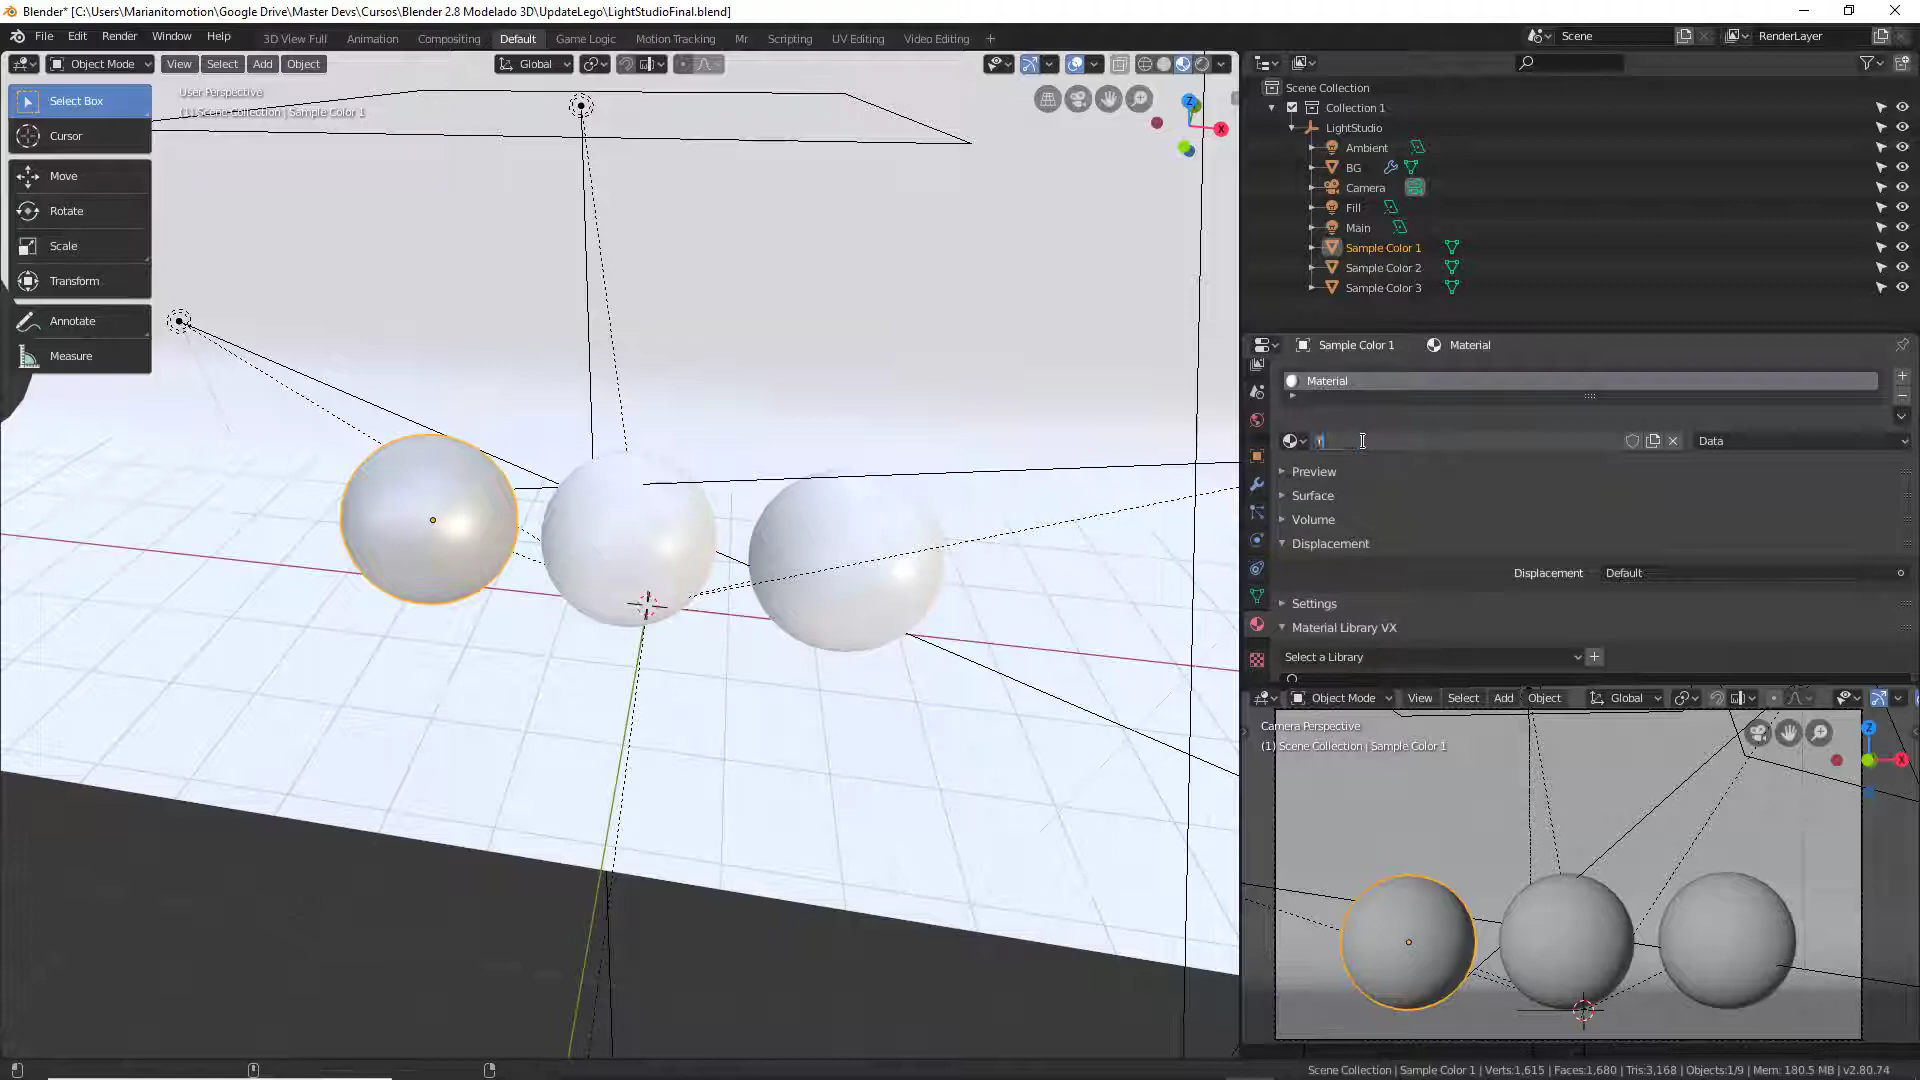 Blender* [C:\Users\Marianitomotion\Google Drive\Master Devs\Cursos\Blender 2.8 Modelado 3D\UpdateLego\LightStudioFinal.blend]
File Edit Render Window Help 3D View Full Animation Compositing Default Game Logic Motion Tracking Mr Scripting UV Editing Video Editing + Scene RenderLayer
Object Mode View Select Add Object Global
User Perspective
(1) Scene Collection | Sample Color 1
Select Box
Cursor
Move
Rotate
Scale
Transform
Annotate
Measure
Z
X
Scene Collection
Collection 1
LightStudio
Ambient
BG
Camera
Fill
Main
Sample Color 1
Sample Color 2
Sample Color 3
Sample Color 1 Material
Material
Data
Preview
Surface
Volume
Displacement
Displacement Default
Settings
Material Library VX
Select a Library
Object Mode View Select Add Object Global
Camera Perspective
(1) Scene Collection | Sample Color 1
Z
X
Scene Collection | Sample Color 1 | Verts:1,615 | Faces:1,680 | Tris:3,168 | Objects:1/9 | Mem: 180.5 MB | v2.80.74